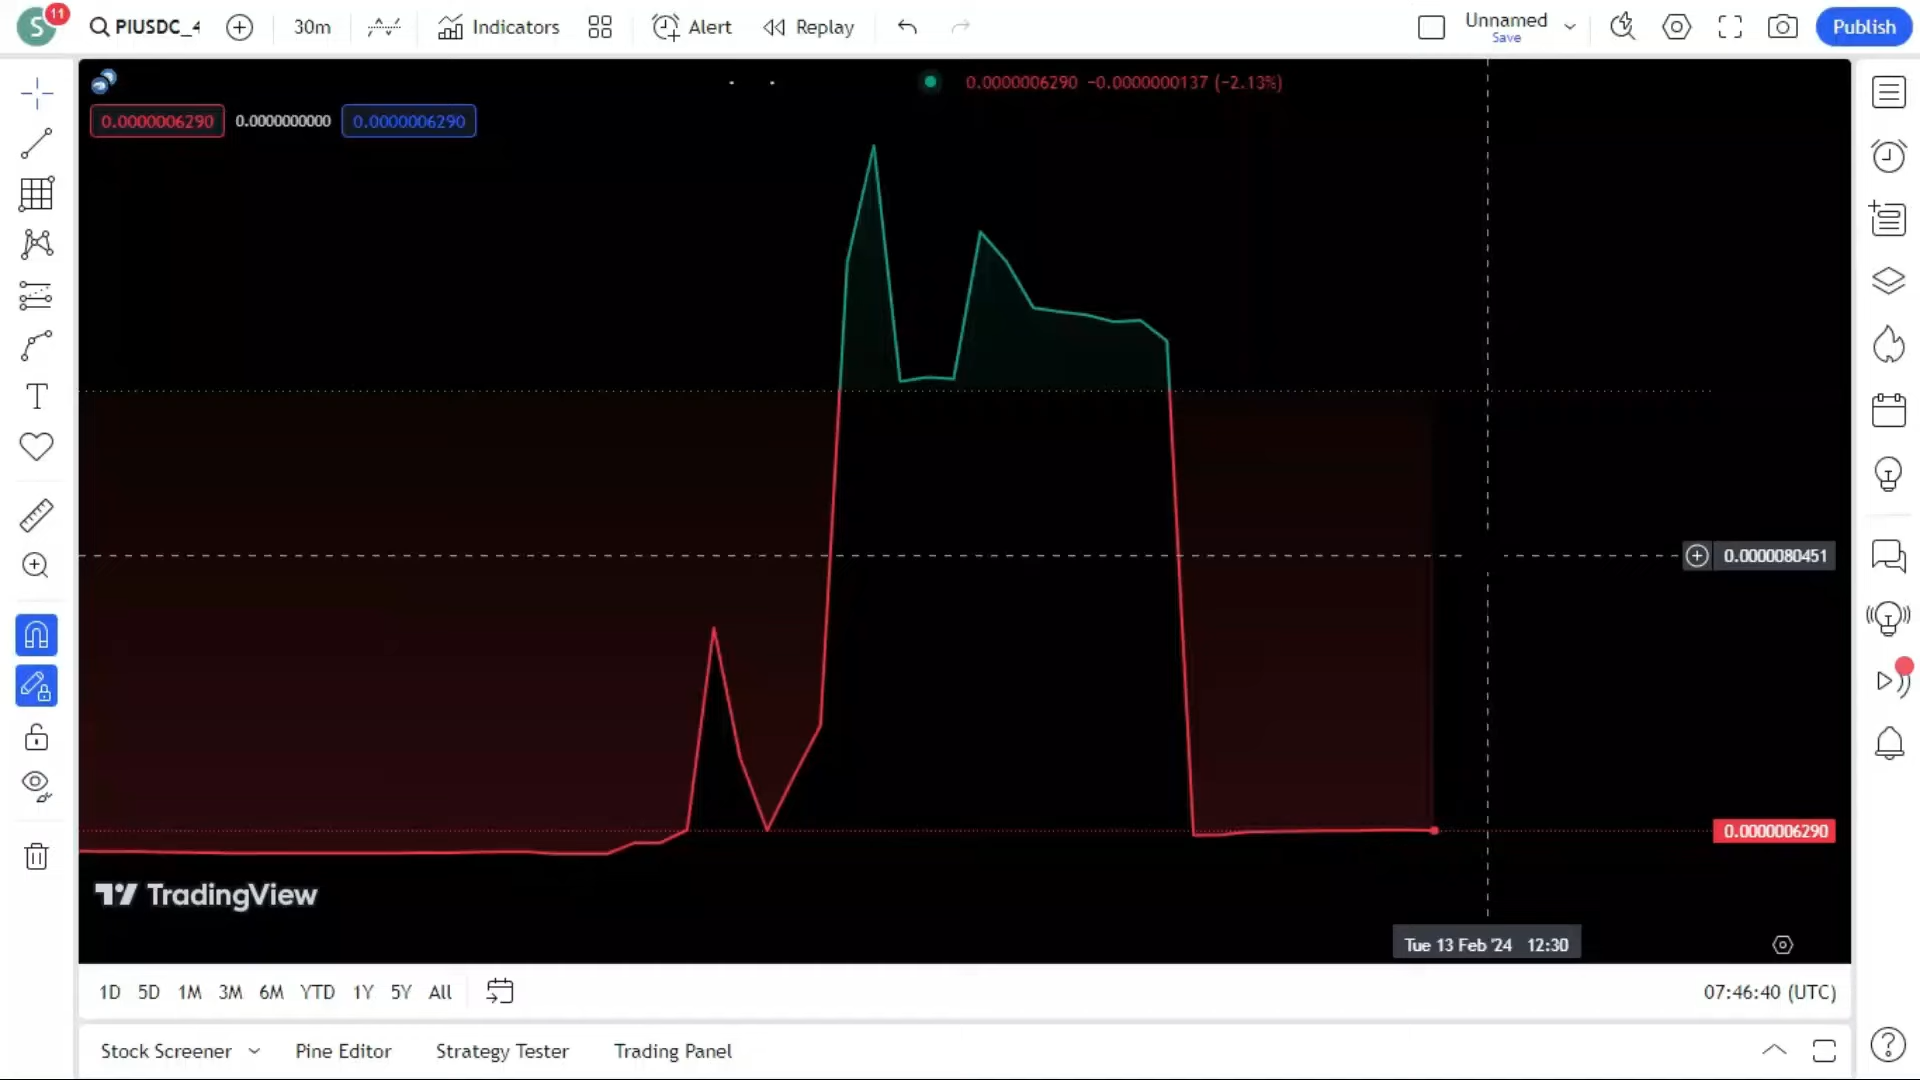 S 11 PIUSDC_4 30m Indicators Alert Replay Unnamed Save Publish
0.0000006290 −0.0000000137 (−2.13%)
0.0000006290 0.0000000000 0.0000006290
T
0.0000080451
0.0000006290
TradingView
Tue 13 Feb '24 12:30
1D 5D 1M 3M 6M YTD 1Y 5Y All 07:46:40 (UTC)
Stock Screener Pine Editor Strategy Tester Trading Panel